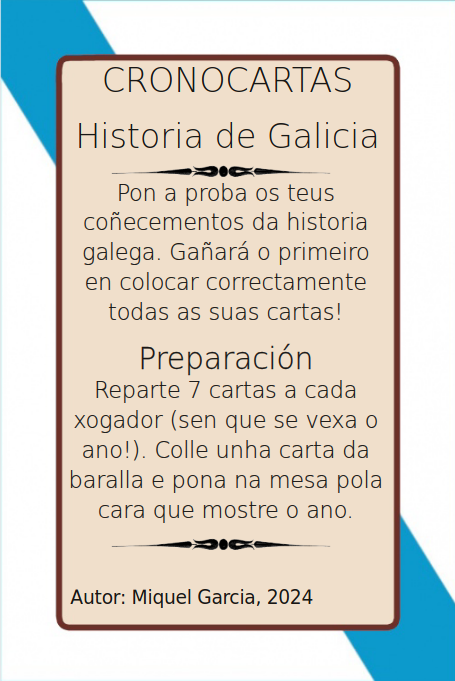 CRONOCARTAS
Historia de Galicia
Pon a proba os teus
coñecementos da historia
galega. Gañará o primeiro
en colocar correctamente
todas as suas cartas!
Preparación
Reparte 7 cartas a cada
xogador (sen que se vexa o
ano!). Colle unha carta da
baralla e pona na mesa pola
cara que mostre o ano.
Autor: Miquel Garcia, 2024